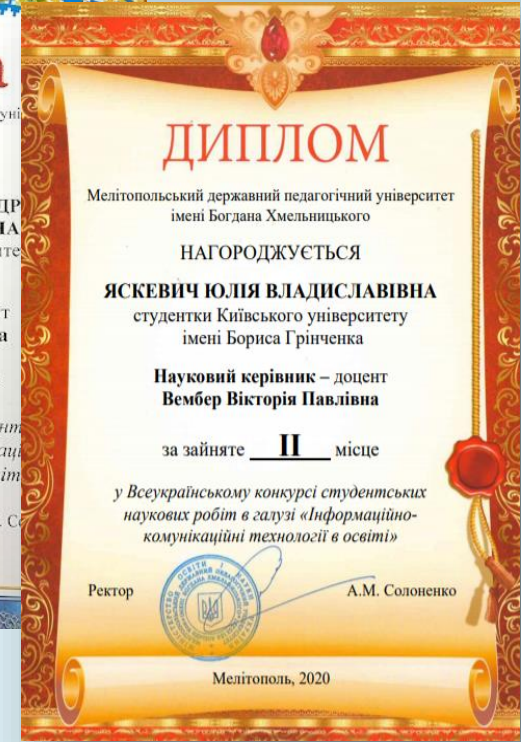 ДИПЛОМ
Мелітопольський державний педагогічний університет
імені Богдана Хмельницького
НАГОРОДЖУЄТЬСЯ
ЯСКЕВИЧ ЮЛІЯ ВЛАДИСЛАВІВНА
студентки Київського університету
імені Бориса Грінченка
Науковий керівник – доцент
Вембер Вікторія Павлівна
за зайняте II місце
у Всеукраїнському конкурсі студентських
наукових робіт в галузі «Інформаційно-
комунікаційні технології в освіті»
Ректор А.М. Солоненко
Мелітополь, 2020